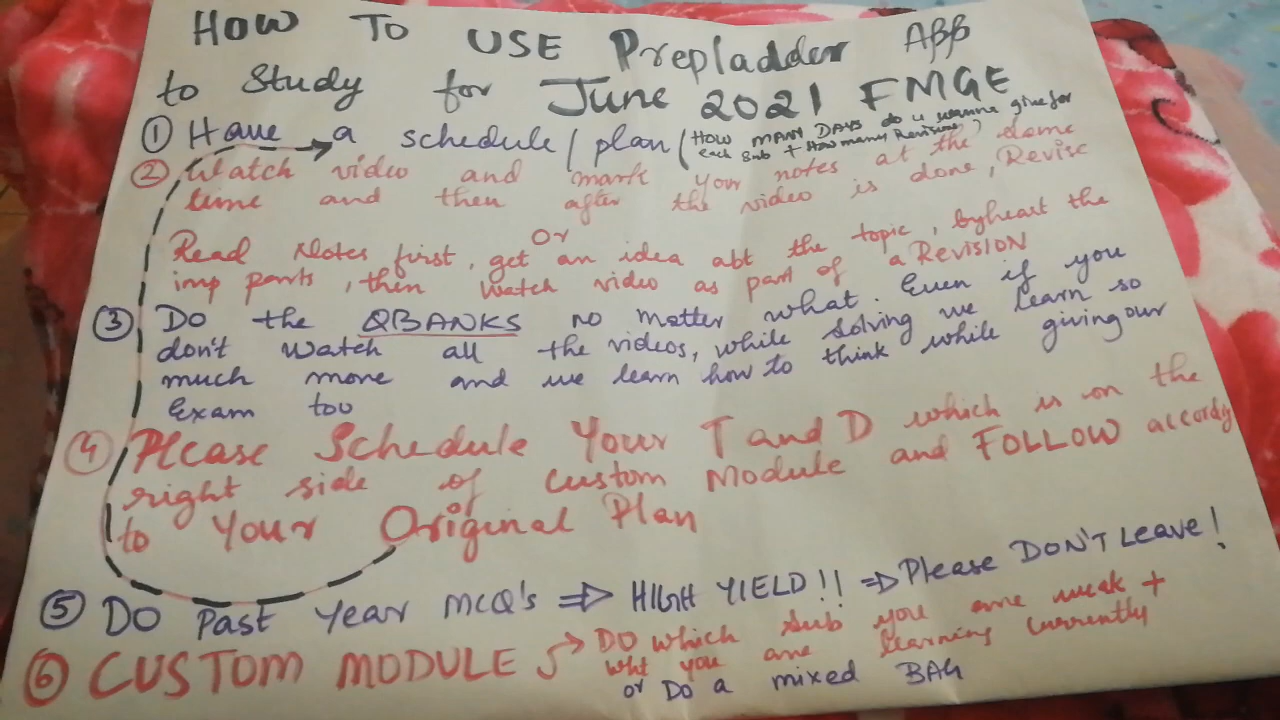 HOW TO USE Prepladder APP
to Study for June 2021 FMGE
① Have a schedule / plan (HOW MAN DAYS do u wanna give for
each Sub + How many Revisions)
② Watch video and mark your notes at the same
time and then after the video is done, Revise
Or
Read Notes first, get an idea abt the topic, byheart the
imp parts, then watch video as part of a REVISION
③ Do the QBANKS no matter what. Even if you
don't watch all the videos, while solving we learn so
much more and we learn how to think while giving our
Exam too
④ Please Schedule Your T and D which is on the
right side of custom Module and FOLLOW accordy
to Your Original Plan
⑤ DO Past Year MCQ's ⇒ HIGH YIELD!! ⇒ Please DON'T Leave!
⑥ CUSTOM MODULE → DO which sub you are weak +
wht you are learning currently
or Do a mixed BAG